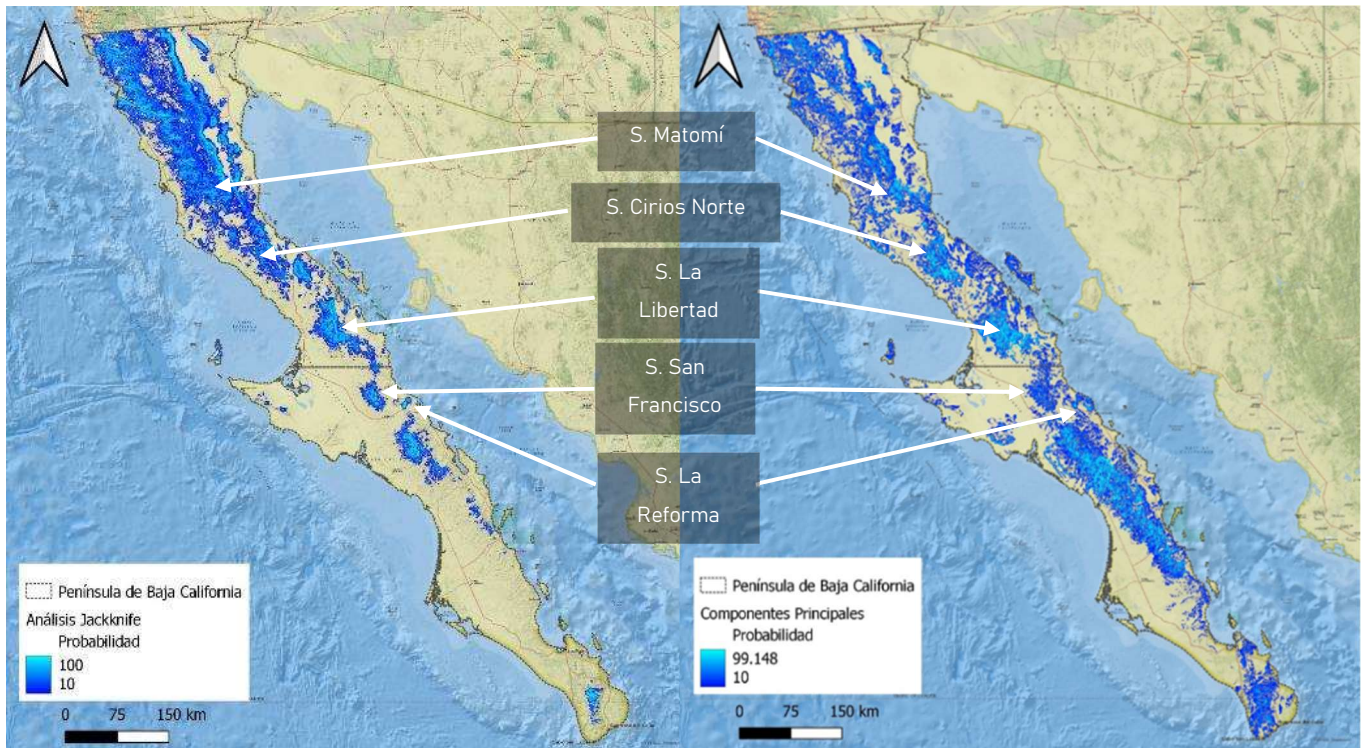 S. Matomí
S. Cirios Norte
S. La
Libertad
S. San
Francisco
S. La
Reforma
Península de Baja California
Análisis Jackknife
Probabilidad
100
10
0 75 150 km
Península de Baja California
Componentes Principales
Probabilidad
99.148
10
0 75 150 km